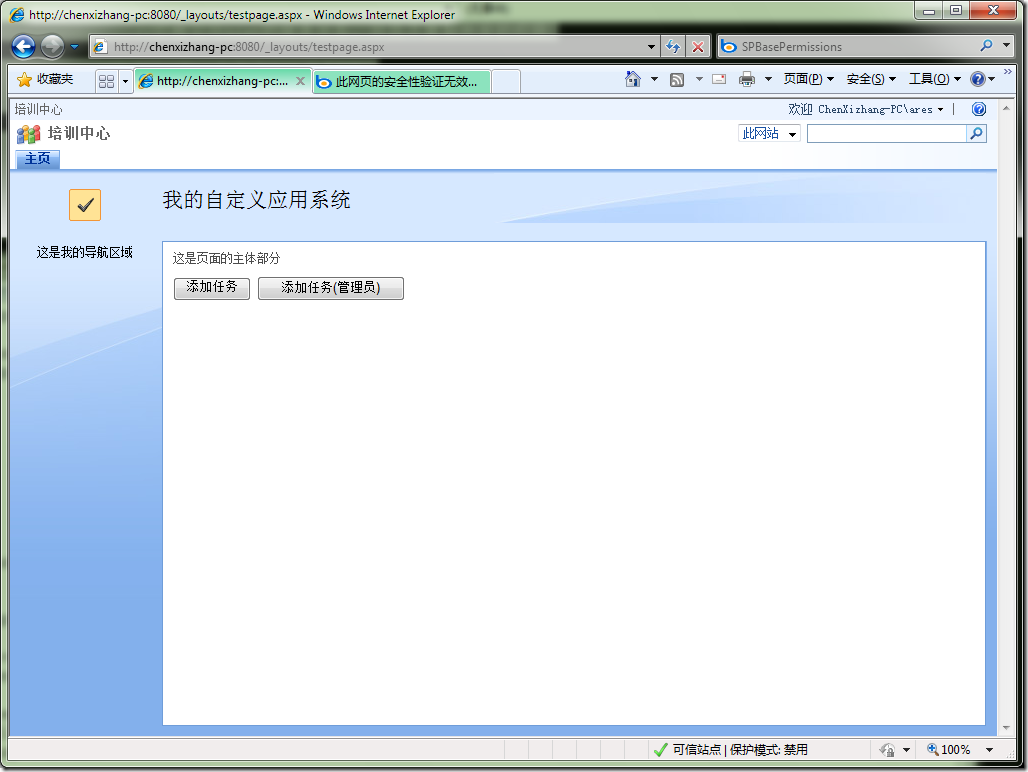 http://chenxizhang-pc:8080/_layouts/testpage.aspx - Windows Internet Explorer
http://chenxizhang-pc:8080/_layouts/testpage.aspx
SPBasePermissions
收藏夹
http://chenxizhang-pc:...
此网页的安全性验证无效...
页面(P)
安全(S)
工具(O)
培训中心
欢迎 ChenXizhang-PC\ares
培训中心
此网站
主页
我的自定义应用系统
这是我的导航区域
这是页面的主体部分
添加任务
添加任务(管理员)
可信站点 | 保护模式: 禁用
100%